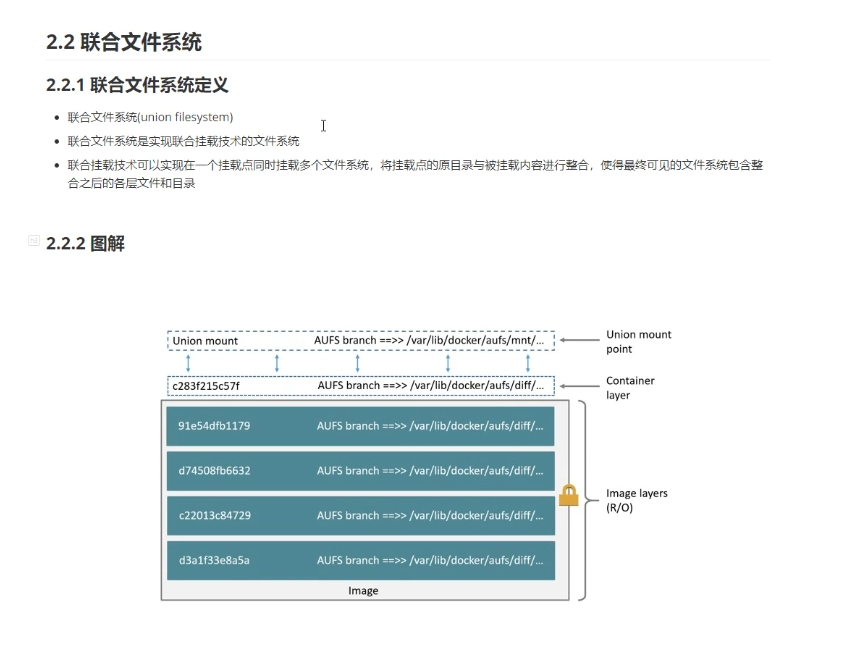 2.2 联合文件系统
2.2.1 联合文件系统定义
联合文件系统(union filesystem)
联合文件系统是实现联合挂载技术的文件系统
联合挂载技术可以实现在一个挂载点同时挂载多个文件系统，将挂载点的原目录与被挂载内容进行整合，使得最终可见的文件系统包含整
合之后的各层文件和目录
2.2.2 图解
Union mount AUFS branch ==>> /var/lib/docker/aufs/mnt/...
Union mount
point
c283f215c57f AUFS branch ==>> /var/lib/docker/aufs/diff/...
Container
layer
91e54dfb1179 AUFS branch ==>> /var/lib/docker/aufs/diff/...
d74508fb6632 AUFS branch ==>> /var/lib/docker/aufs/diff/...
c22013c84729 AUFS branch ==>> /var/lib/docker/aufs/diff/...
d3a1f33e8a5a AUFS branch ==>> /var/lib/docker/aufs/diff/...
Image layers
(R/O)
Image